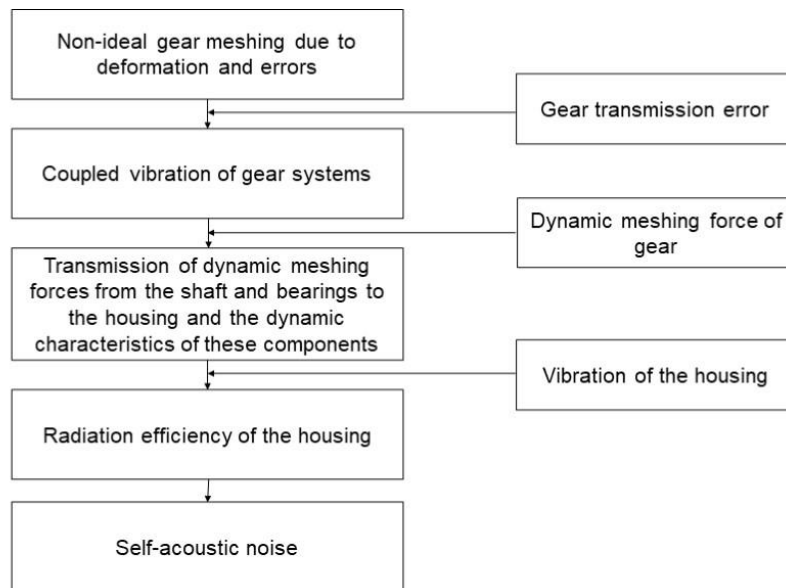 Non-ideal gear meshing due to
deformation and errors
Gear transmission error
Coupled vibration of gear systems
Dynamic meshing force of
gear
Transmission of dynamic meshing
forces from the shaft and bearings to
the housing and the dynamic
characteristics of these components
Vibration of the housing
Radiation efficiency of the housing
Self-acoustic noise